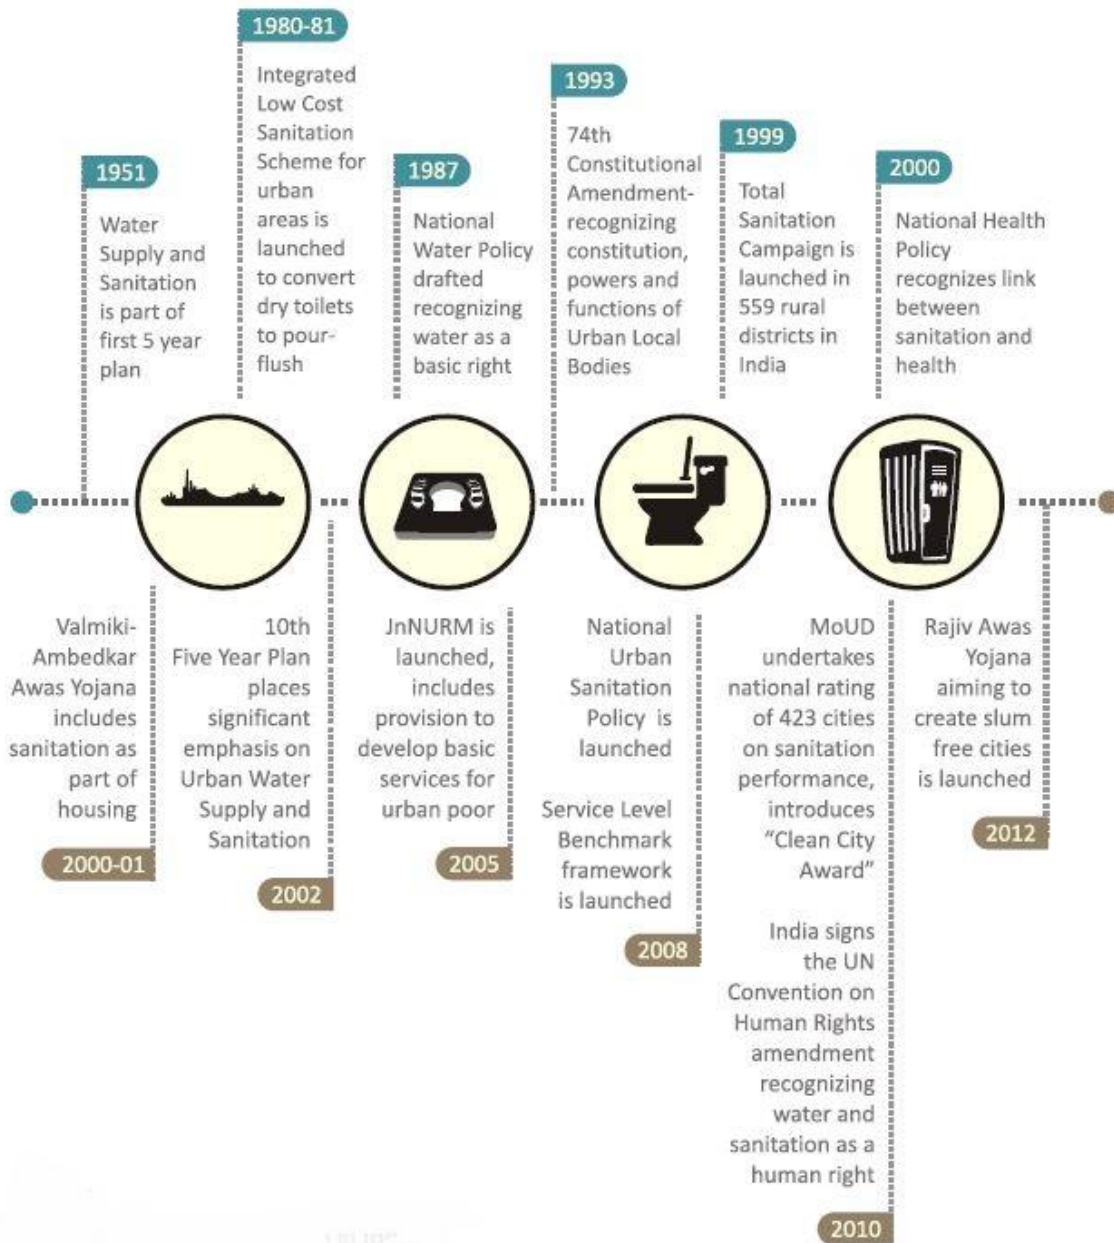 1951
Water
Supply and
Sanitation
is part of
first 5 year
plan
1980-81
Integrated
Low Cost
Sanitation
Scheme for
urban
areas is
launched
to convert
dry toilets
to pour-
flush
1987
National
Water Policy
drafted
recognizing
water as a
basic right
1993
74th
Constitutional
Amendment-
recognizing
constitution,
powers and
functions of
Urban Local
Bodies
1999
Total
Sanitation
Campaign is
launched in
559 rural
districts in
India
2000
National Health
Policy
recognizes link
between
sanitation and
health
Valmiki-
Ambedkar
Awas Yojana
includes
sanitation as
part of
housing
2000-01
10th
Five Year Plan
places
significant
emphasis on
Urban Water
Supply and
Sanitation
2002
JnNURM is
launched,
includes
provision to
develop basic
services for
urban poor
2005
National
Urban
Sanitation
Policy is
launched
Service Level
Benchmark
framework
is launched
2008
MoUD
undertakes
national rating
of 423 cities
on sanitation
performance,
introduces
“Clean City
Award”
India signs
the UN
Convention on
Human Rights
amendment
recognizing
water and
sanitation as a
human right
2010
Rajiv Awas
Yojana
aiming to
create slum
free cities
is launched
2012